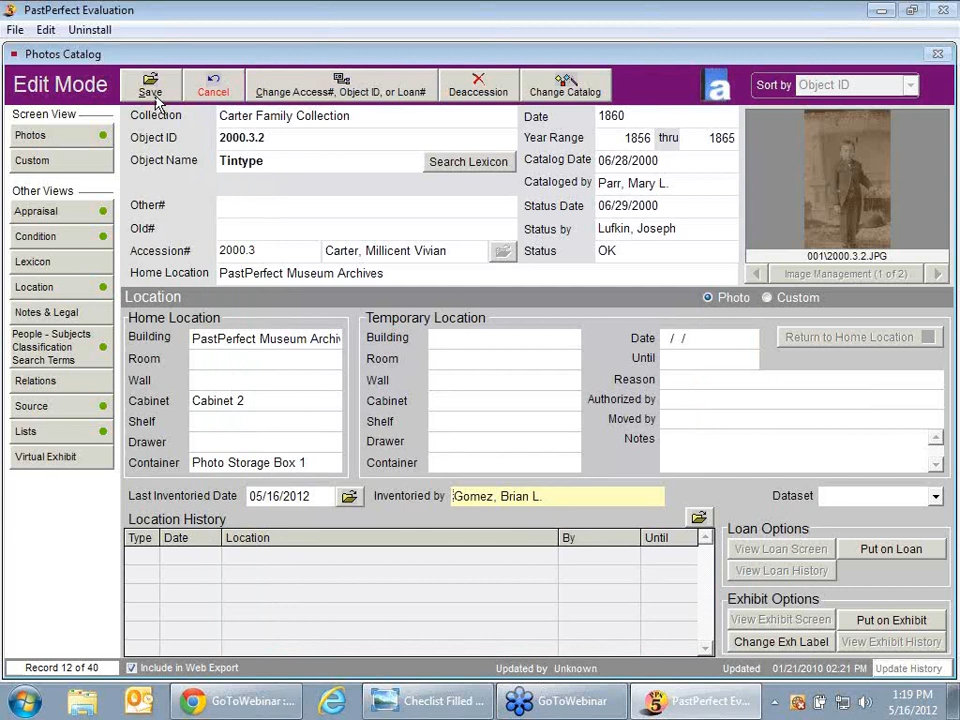 PastPerfect Evaluation
File Edit Uninstall
Photos Catalog
Edit Mode Save Cancel Change Access#, Object ID, or Loan# Deaccession Change Catalog a Sort by Object ID
Screen View
Photos
Custom
Other Views
Appraisal
Condition
Lexicon
Location
Notes & Legal
People - Subjects
Classification
Search Terms
Relations
Source
Lists
Virtual Exhibit
Collection Carter Family Collection
Object ID 2000.3.2
Object Name Tintype Search Lexicon
Other#
Old#
Accession# 2000.3 Carter, Millicent Vivian
Home Location PastPerfect Museum Archives
Date 1860
Year Range 1856 thru 1865
Catalog Date 06/28/2000
Cataloged by Parr, Mary L.
Status Date 06/29/2000
Status by Lufkin, Joseph
Status OK
001\2000.3.2.JPG
Image Management (1 of 2)
Location Photo Custom
Home Location
Building PastPerfect Museum Archiv
Room
Wall
Cabinet Cabinet 2
Shelf
Drawer
Container Photo Storage Box 1
Temporary Location
Building
Room
Wall
Cabinet
Shelf
Drawer
Container
Date / / Return to Home Location
Until
Reason
Authorized by
Moved by
Notes
Last Inventoried Date 05/16/2012 Inventoried by Gomez, Brian L. Dataset
Location History
Type Date Location By Until
Loan Options
View Loan Screen Put on Loan
View Loan History
Exhibit Options
View Exhibit Screen Put on Exhibit
Change Exh Label View Exhibit History
Record 12 of 40 Include in Web Export Updated by Unknown Updated 01/21/2010 02:21 PM Update History
GoToWebinar :... Checlist Filled ... GoToWebinar PastPerfect Ev... 1:19 PM
5/16/2012